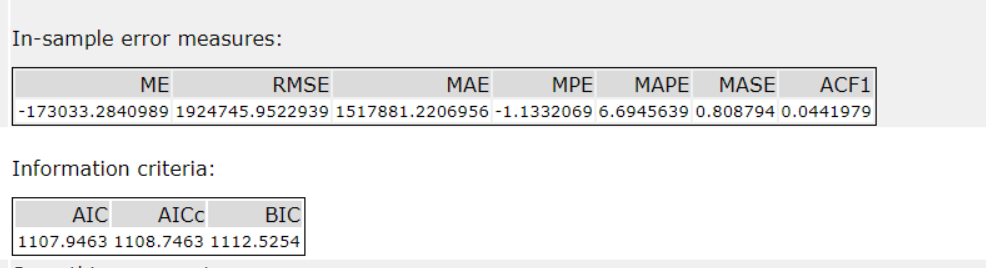 In-sample error measures:
ME RMSE MAE MPE MAPE MASE ACF1
-173033.2840989 1924745.9522939 1517881.2206956 -1.1332069 6.6945639 0.808794 0.0441979
Information criteria:
AIC AICc BIC
1107.9463 1108.7463 1112.5254